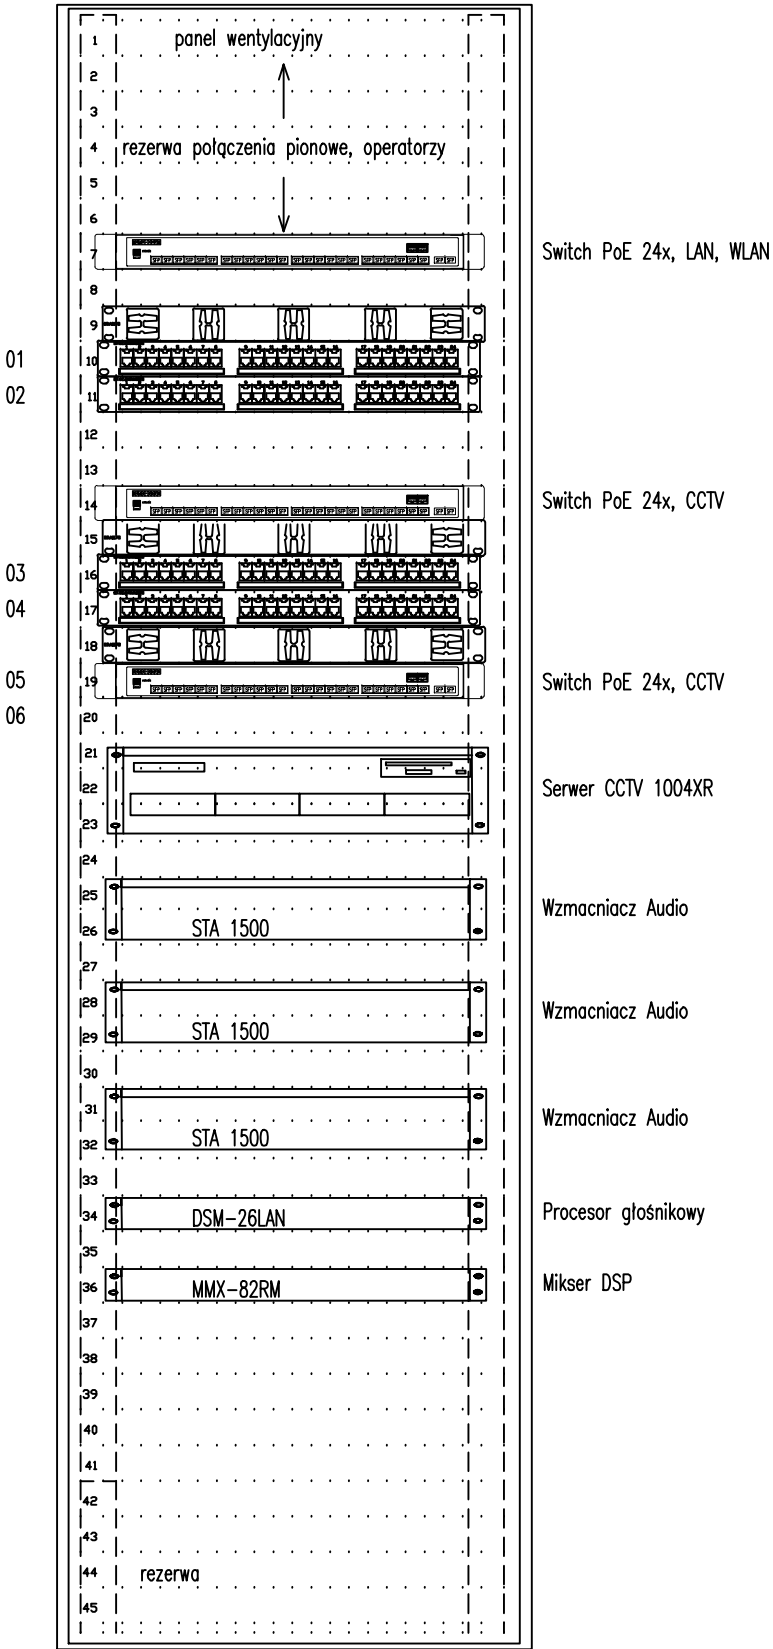 1 panel wentylacyjny
2
3
4 rezerwa połączenia pionowe, operatorzy
5
6
7 Switch PoE 24x, LAN, WLAN
8
9
01 10
02 11
12
13
14 Switch PoE 24x, CCTV
15
03 16
04 17
18
05 19 Switch PoE 24x, CCTV
06 20
21
22 Serwer CCTV 1004XR
23
24
25 Wzmacniacz Audio
26 STA 1500
27
28 Wzmacniacz Audio
29 STA 1500
30
31 Wzmacniacz Audio
32 STA 1500
33
34 DSM-26LAN Procesor głośnikowy
35
36 MMX-82RM Mikser DSP
37
38
39
40
41
42
43
44 rezerwa
45